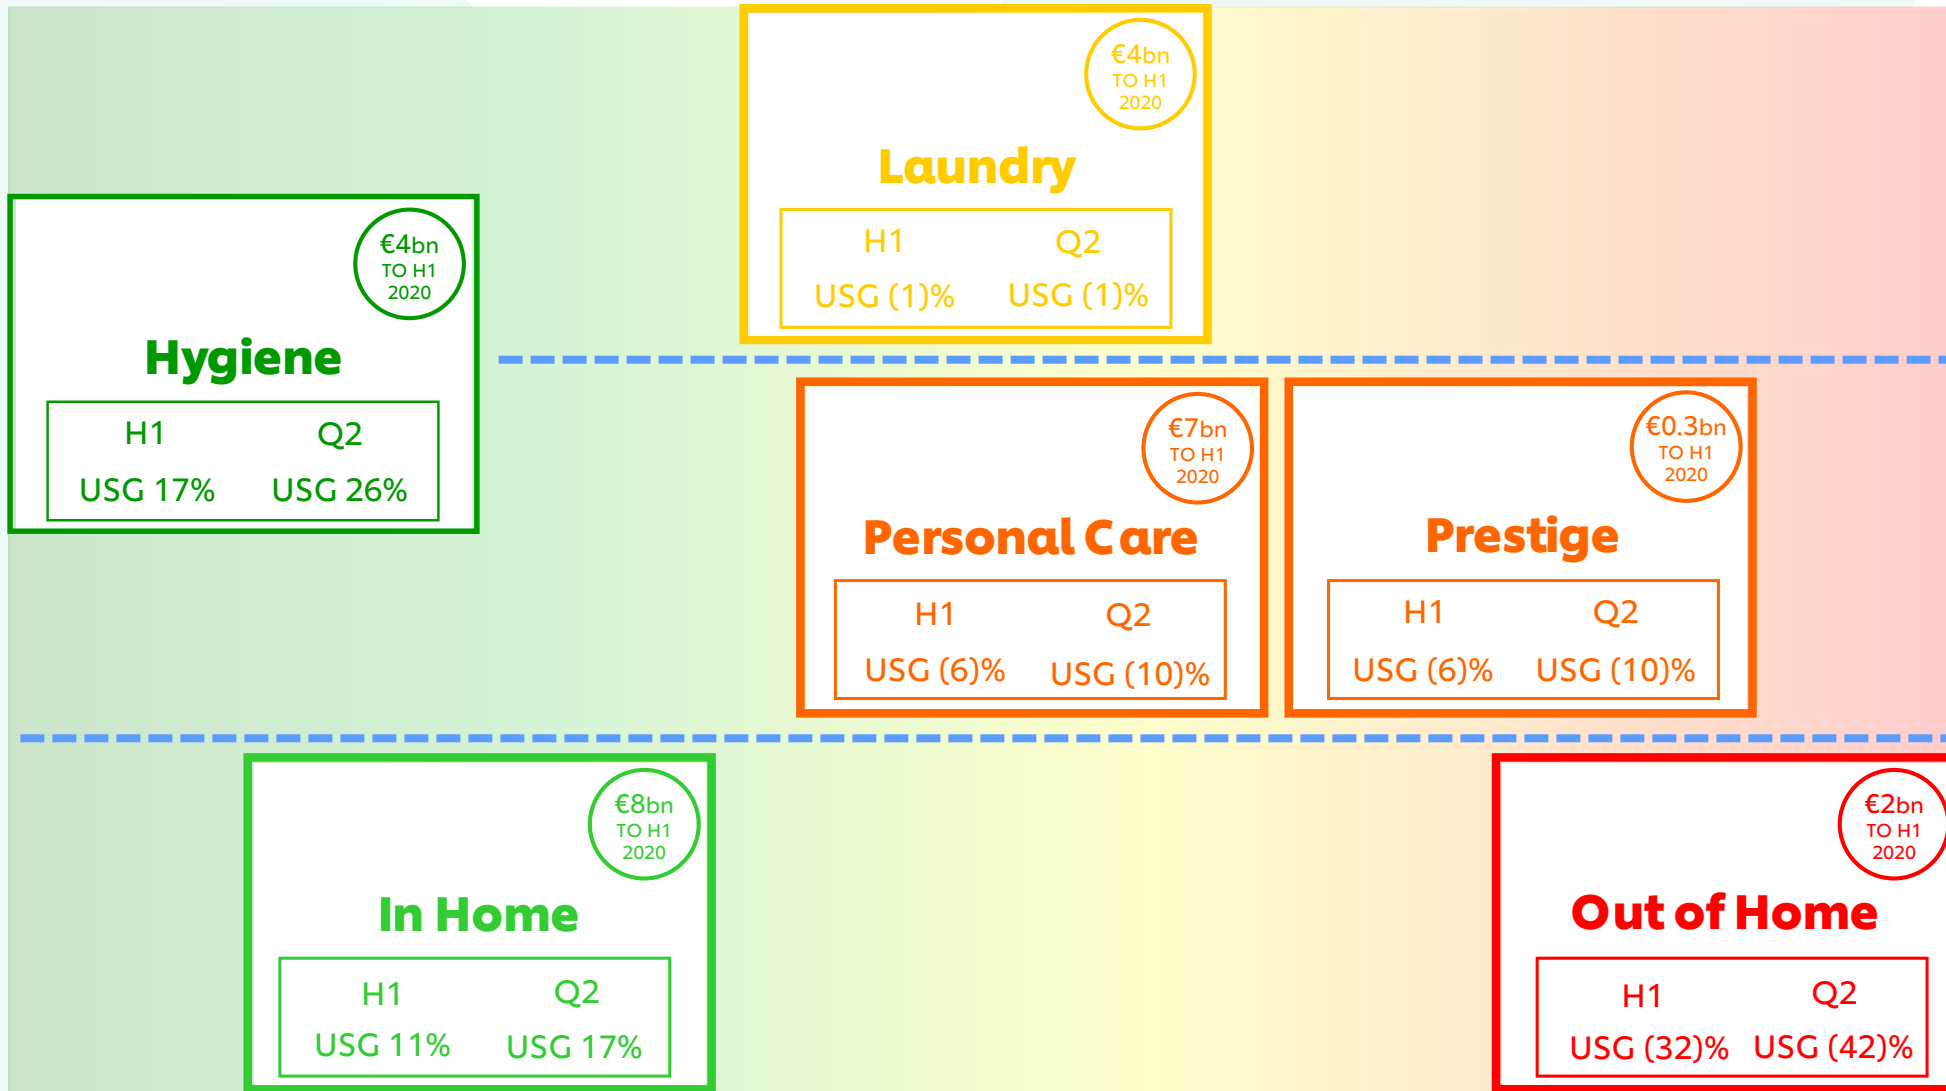 €4bn
TO H1
2020
Laundry
H1 Q2
USG (1)% USG (1)%
€4bn
TO H1
2020
Hygiene
H1 Q2
USG 17% USG 26%
€7bn
TO H1
2020
Personal Care
H1 Q2
USG (6)% USG (10)%
€0.3bn
TO H1
2020
Prestige
H1 Q2
USG (6)% USG (10)%
€8bn
TO H1
2020
In Home
H1 Q2
USG 11% USG 17%
€2bn
TO H1
2020
Out of Home
H1 Q2
USG (32)% USG (42)%